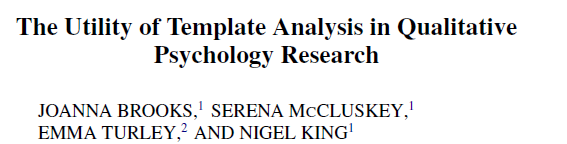 The Utility of Template Analysis in Qualitative
Psychology Research
JOANNA BROOKS,¹ SERENA McCLUSKEY,¹
EMMA TURLEY,² AND NIGEL KING¹